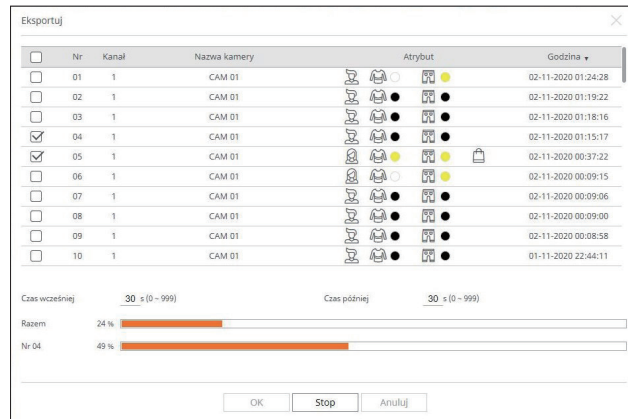 Eksportuj
Nr Kanał Nazwa kamery Atrybut Godzina
01 1 CAM 01 02-11-2020 01:24:28
02 1 CAM 01 02-11-2020 01:19:22
03 1 CAM 01 02-11-2020 01:18:16
04 1 CAM 01 02-11-2020 01:15:17
05 1 CAM 01 02-11-2020 00:37:22
06 1 CAM 01 02-11-2020 00:09:15
07 1 CAM 01 02-11-2020 00:09:06
08 1 CAM 01 02-11-2020 00:09:00
09 1 CAM 01 02-11-2020 00:08:58
10 1 CAM 01 01-11-2020 22:44:11
Czas wcześniej 30 s (0 ~ 999) Czas później 30 s (0 ~ 999)
Razem 24 %
Nr 04 49 %
OK Stop Anuluj